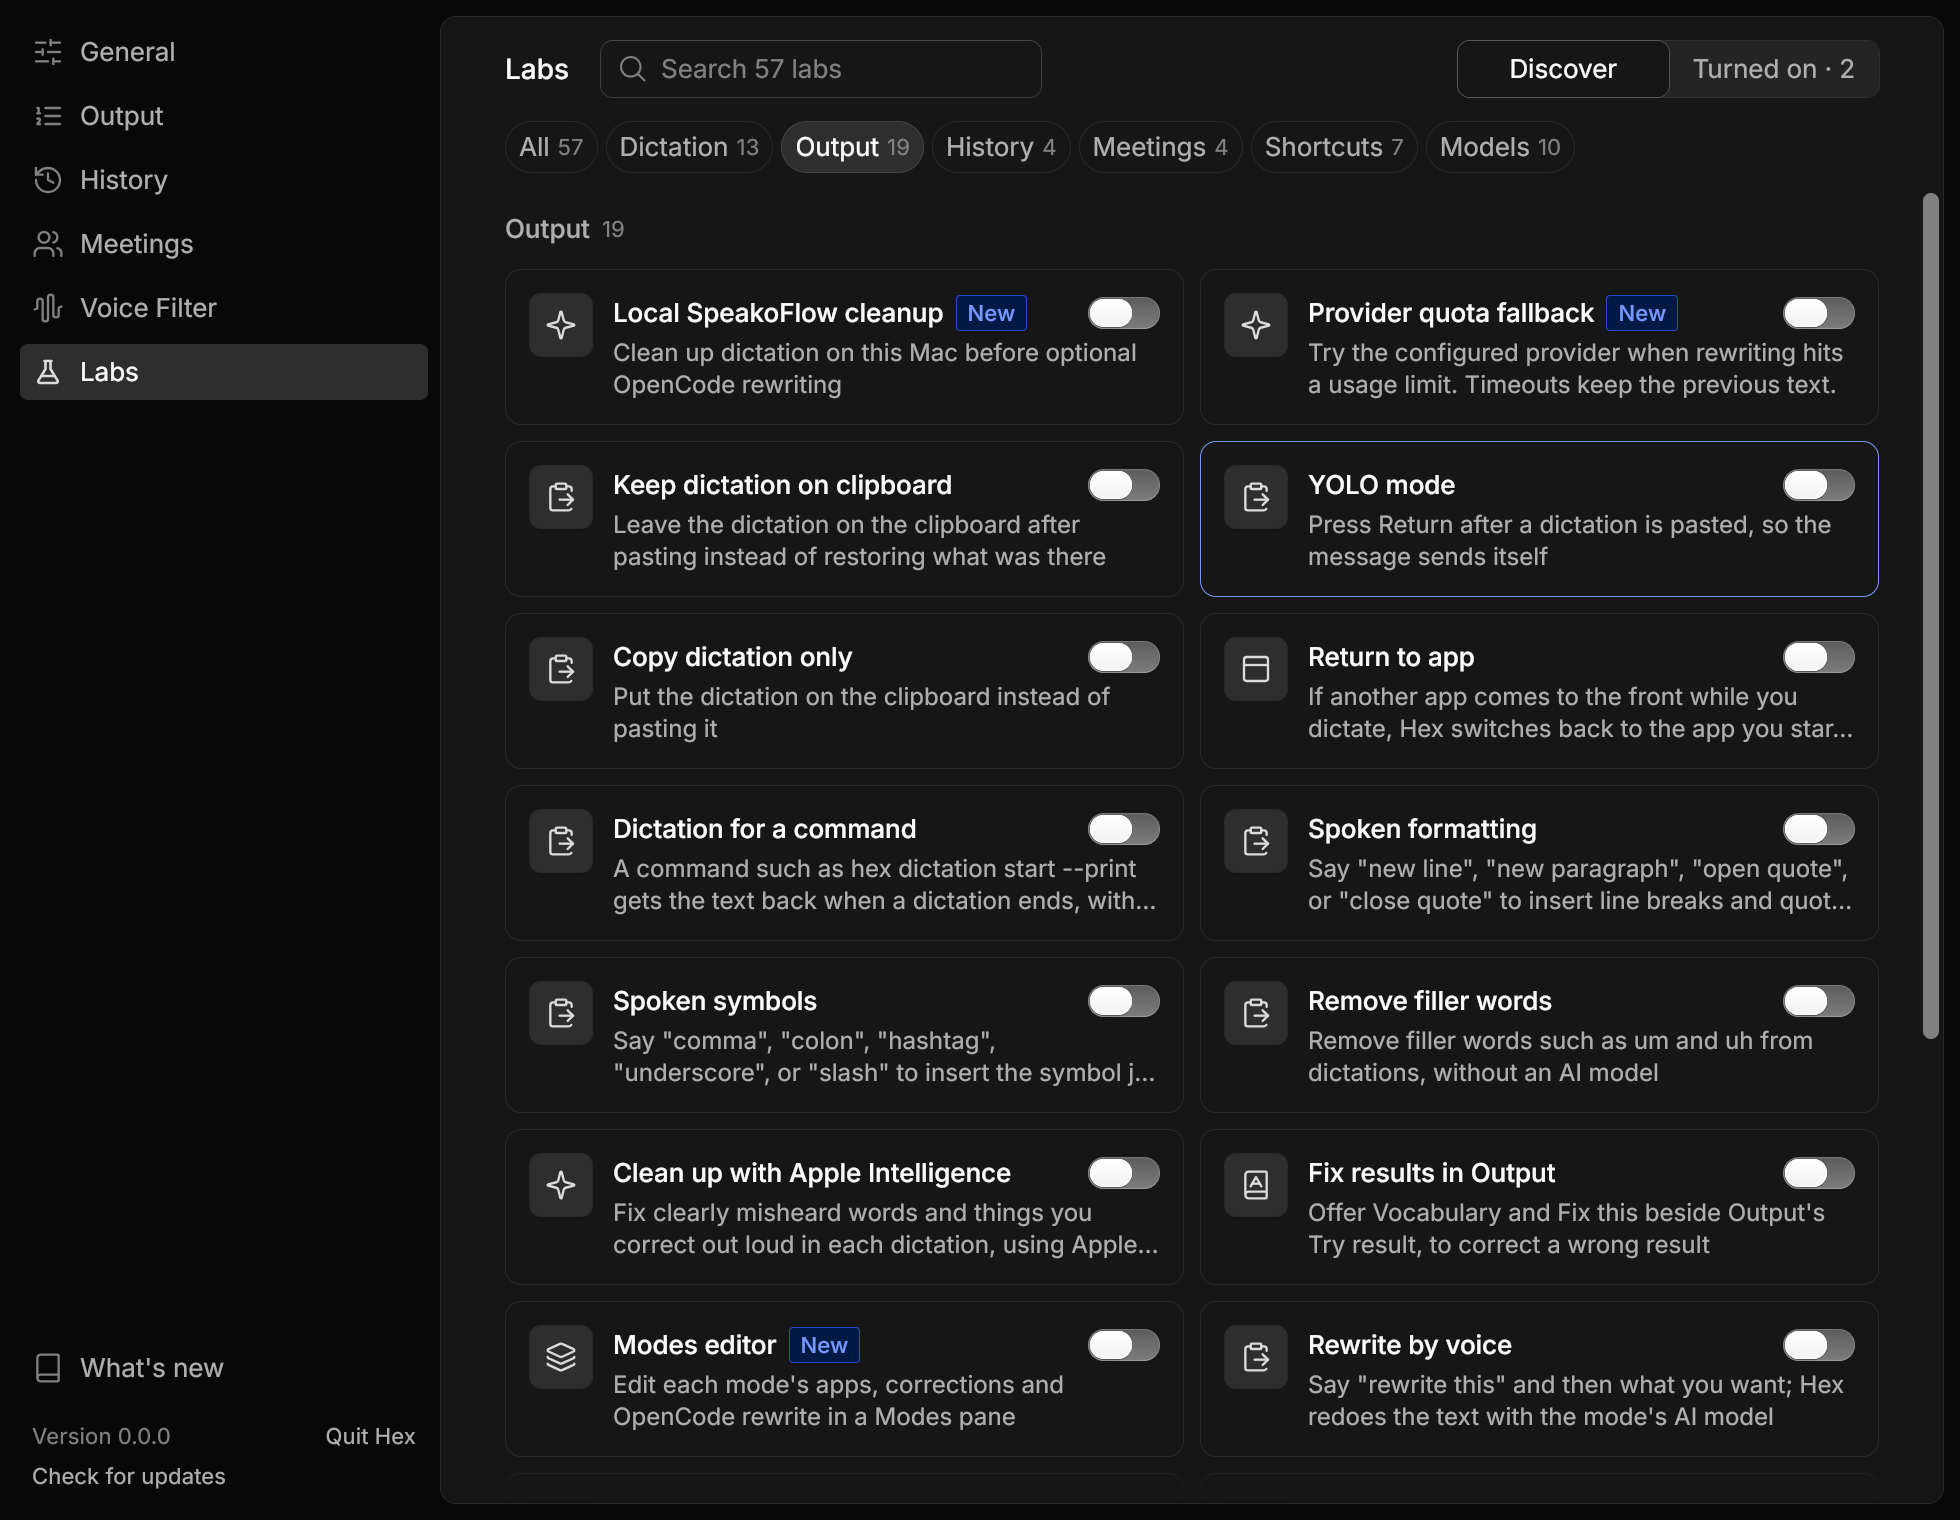 General
Output
History
Meetings
Voice Filter
Labs
What's new
Version 0.0.0
Quit Hex
Check for updates
Labs
Search 57 labs
Discover
Turned on · 2
All 57
Dictation 13
Output 19
History 4
Meetings 4
Shortcuts 7
Models 10
Output 19
Local SpeakoFlow cleanup New
Clean up dictation on this Mac before optional
OpenCode rewriting
Provider quota fallback New
Try the configured provider when rewriting hits
a usage limit. Timeouts keep the previous text.
Keep dictation on clipboard
Leave the dictation on the clipboard after
pasting instead of restoring what was there
YOLO mode
Press Return after a dictation is pasted, so the
message sends itself
Copy dictation only
Put the dictation on the clipboard instead of
pasting it
Return to app
If another app comes to the front while you
dictate, Hex switches back to the app you star...
Dictation for a command
A command such as hex dictation start --print
gets the text back when a dictation ends, with...
Spoken formatting
Say "new line", "new paragraph", "open quote",
or "close quote" to insert line breaks and quot...
Spoken symbols
Say "comma", "colon", "hashtag",
"underscore", or "slash" to insert the symbol j...
Remove filler words
Remove filler words such as um and uh from
dictations, without an AI model
Clean up with Apple Intelligence
Fix clearly misheard words and things you
correct out loud in each dictation, using Apple...
Fix results in Output
Offer Vocabulary and Fix this beside Output's
Try result, to correct a wrong result
Modes editor New
Edit each mode's apps, corrections and
OpenCode rewrite in a Modes pane
Rewrite by voice
Say "rewrite this" and then what you want; Hex
redoes the text with the mode's AI model